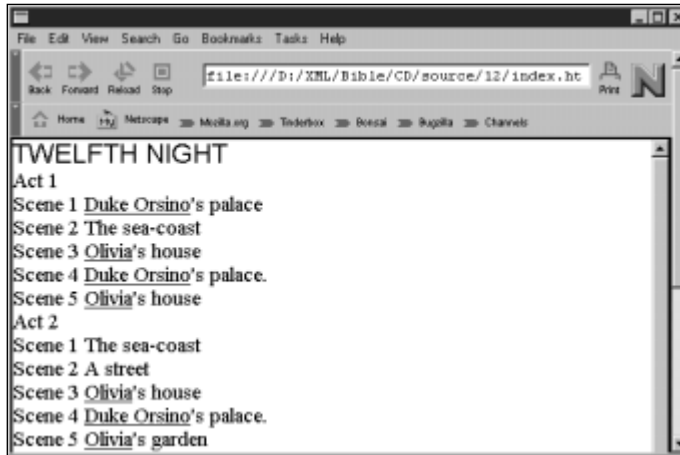 File Edit View Search Go Bookmarks Tasks Help
Back Forward Reload Stop
file:///D:/XML/Bible/CD/source/12/index.ht
Print
N
Home My Netscape Mozilla.org Tinderbox Bonsai Bugzilla Channels
TWELFTH NIGHT
Act 1
Scene 1 Duke Orsino's palace
Scene 2 The sea-coast
Scene 3 Olivia's house
Scene 4 Duke Orsino's palace.
Scene 5 Olivia's house
Act 2
Scene 1 The sea-coast
Scene 2 A street
Scene 3 Olivia's house
Scene 4 Duke Orsino's palace.
Scene 5 Olivia's garden